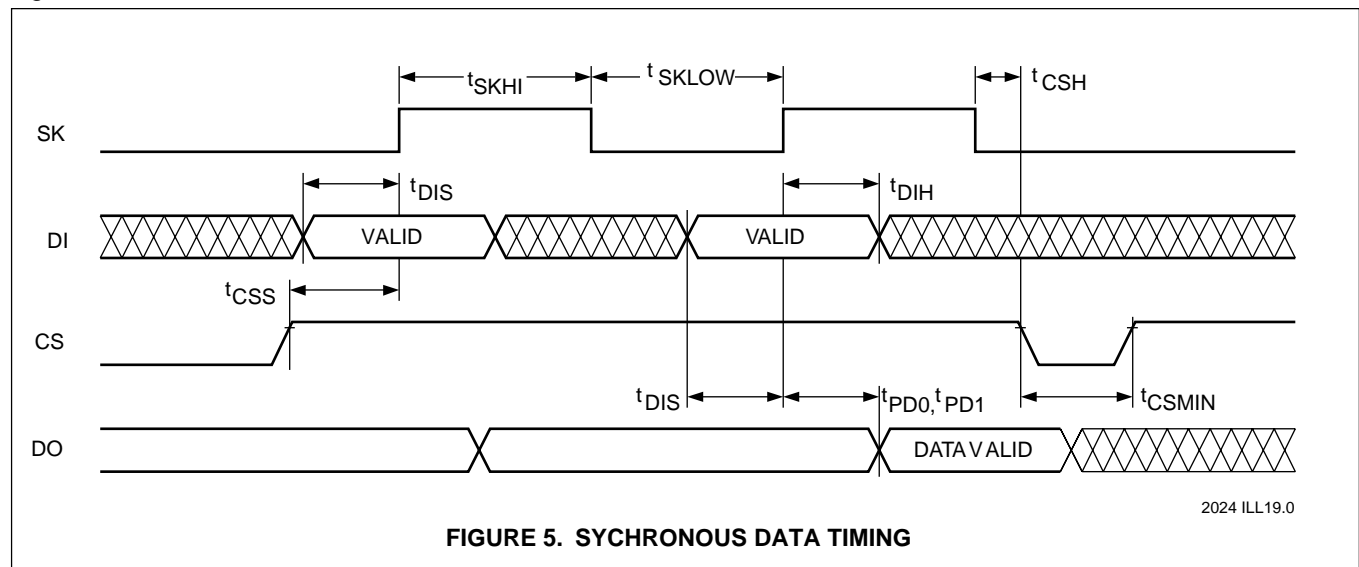 tSKHI
tSKLOW
tCSH
SK
tDIS
tDIH
DI
VALID
VALID
tCSS
CS
tDIS
tPD0,tPD1
tCSMIN
DO
DATA VALID
2024 ILL19.0
FIGURE 5. SYCHRONOUS DATA TIMING